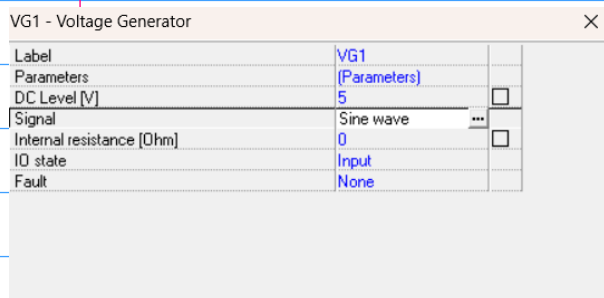 VG1 - Voltage Generator
Label VG1
Parameters (Parameters)
DC Level [V] 5
Signal Sine wave ...
Internal resistance [Ohm] 0
IO state Input
Fault None